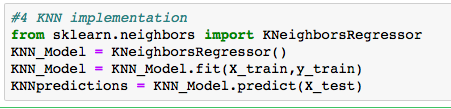 #4 KNN implementation
from sklearn.neighbors import KNeighborsRegressor
KNN_Model = KNeighborsRegressor()
KNN_Model = KNN_Model.fit(X_train,y_train)
KNNpredictions = KNN_Model.predict(X_test)